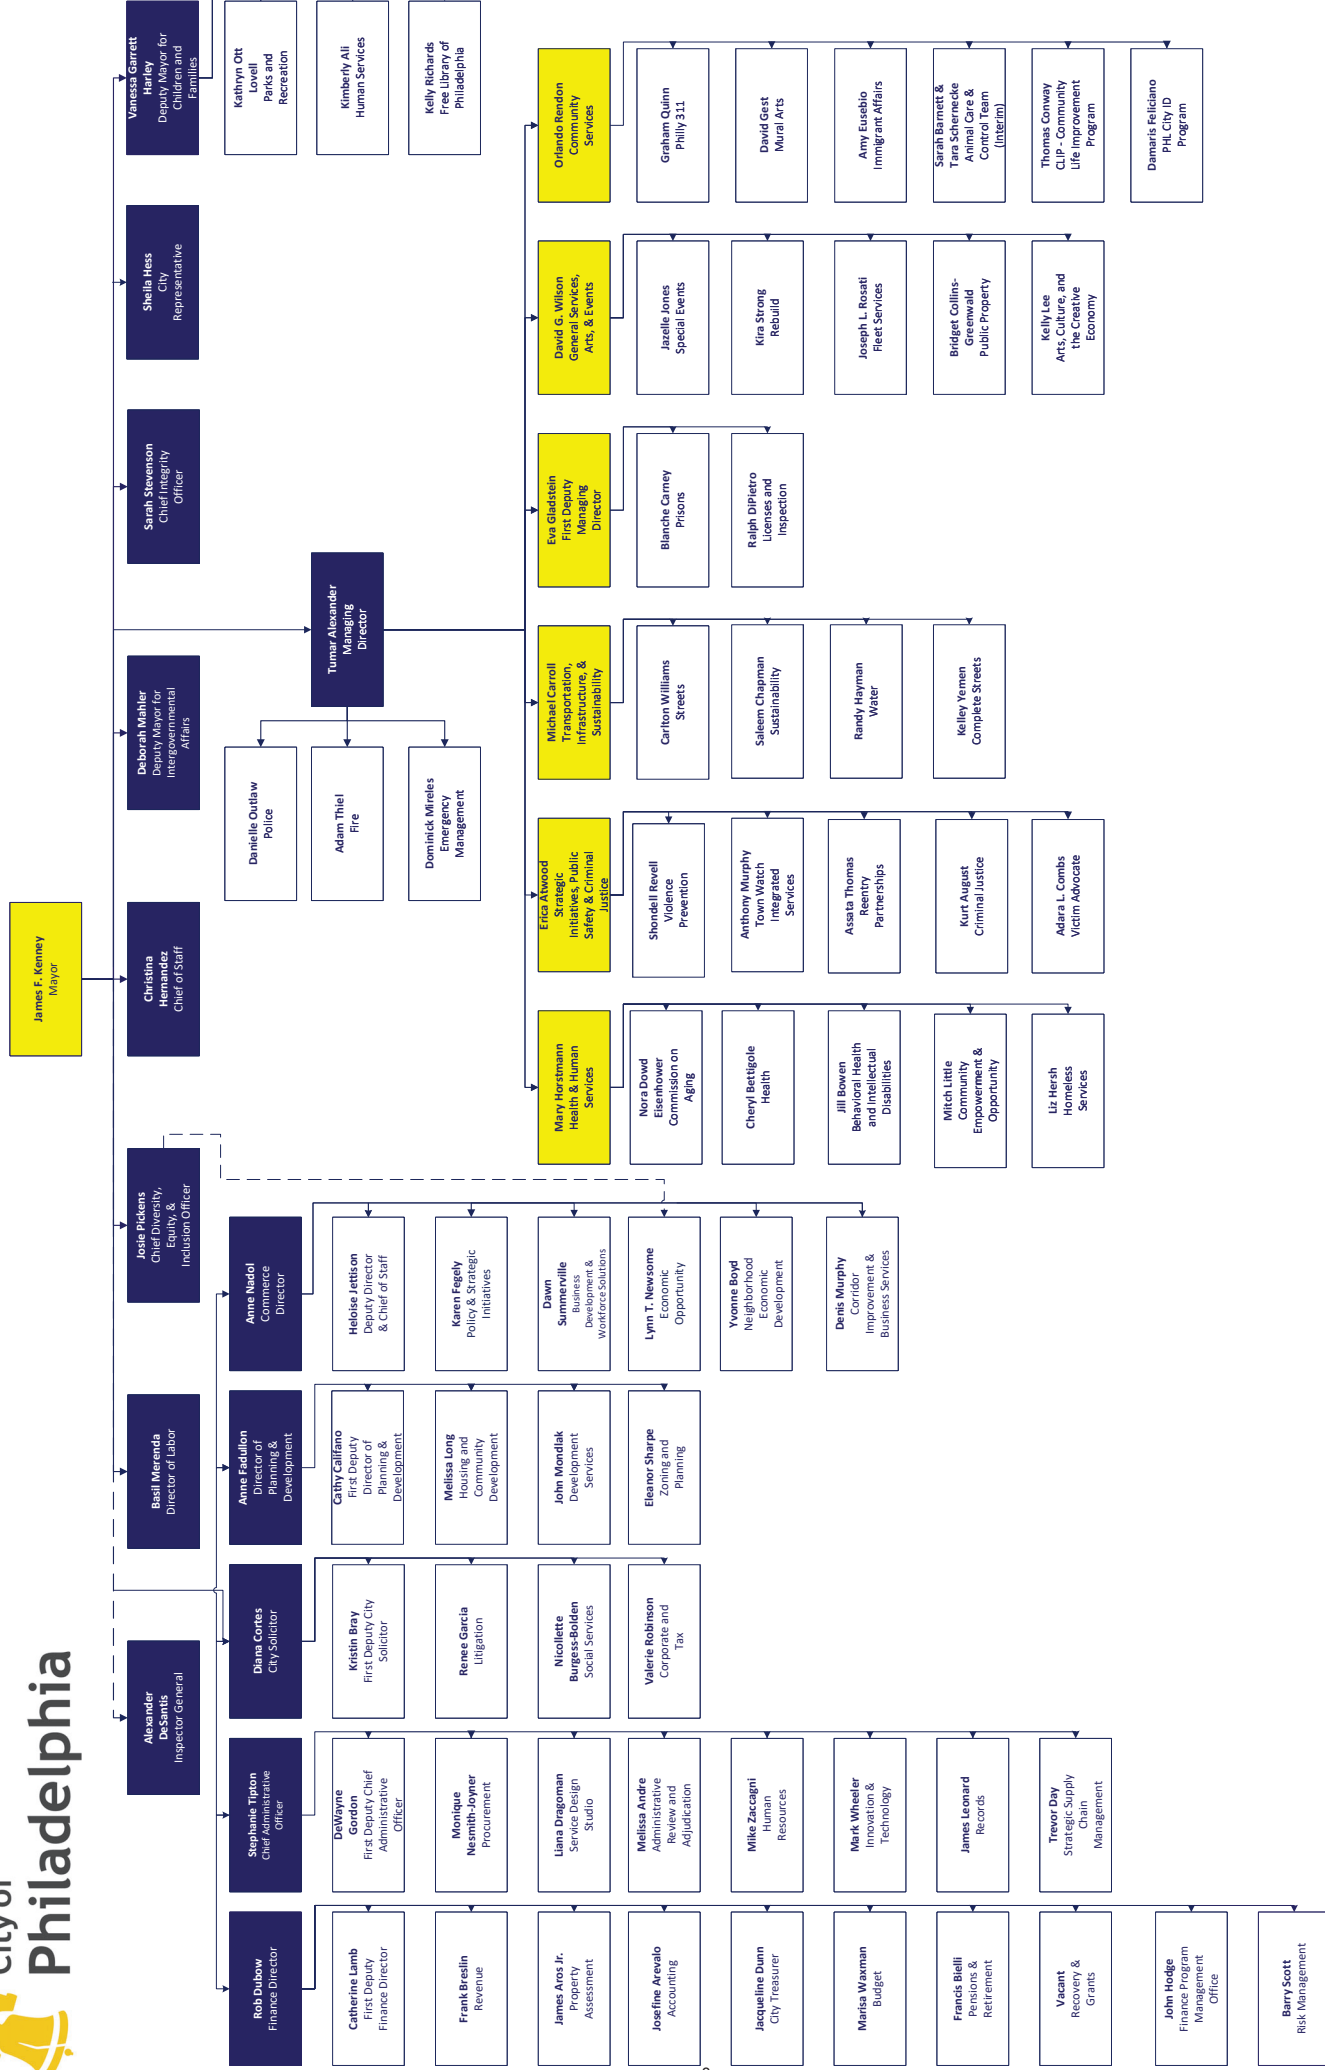 City of
Philadelphia
James F. Kenney
Mayor
Alexander
DeSantis
Inspector General
Basil Merenda
Director of Labor
Josie Pickens
Chief Diversity,
Equity, &
Inclusion Officer
Christina
Hernandez
Chief of Staff
Deborah Mahler
Deputy Mayor for
Intergovernmental
Affairs
Sarah Stevenson
Chief Integrity
Officer
Sheila Hess
City
Representative
Vanessa Garrett
Harley
Deputy Mayor for
Children and
Families
Kathryn Ott
Lovell
Parks and
Recreation
Kimberly Ali
Human Services
Kelly Richards
Free Library of
Philadelphia
Rob Dubow
Finance Director
Catherine Lamb
First Deputy
Finance Director
Frank Breslin
Revenue
James Aros Jr.
Property
Assessment
Josefine Arevalo
Accounting
Jacqueline Dunn
City Treasurer
Marisa Waxman
Budget
Francis Bielli
Pensions &
Retirement
Vacant
Recovery &
Grants
John Hodge
Finance Program
Management
Office
Barry Scott
Risk Management
Stephanie Tipton
Chief Administrative
Officer
DeWayne
Gordon
First Deputy Chief
Administrative
Officer
Monique
Nesmith-Joyner
Procurement
Liana Dragoman
Service Design
Studio
Melissa Andre
Administrative
Review and
Adjudication
Mike Zaccagni
Human
Resources
Mark Wheeler
Innovation &
Technology
James Leonard
Records
Trevor Day
Strategic Supply
Chain
Management
Diana Cortes
City Solicitor
Kristin Bray
First Deputy City
Solicitor
Renee Garcia
Litigation
Nicollette
Burgess-Bolden
Social Services
Valerie Robinson
Corporate and
Tax
Anne Fadullon
Director of
Planning &
Development
Cathy Califano
First Deputy
Director of
Planning &
Development
Melissa Long
Housing and
Community
Development
John Mondlak
Development
Services
Eleanor Sharpe
Zoning and
Planning
Anne Nadol
Commerce
Director
Heloise Jettison
Deputy Director
& Chief of Staff
Karen Fegely
Policy & Strategic
Initiatives
Dawn
Summerville
Business
Development &
Workforce Solutions
Lynn T. Newsome
Economic
Opportunity
Yvonne Boyd
Neighborhood
Economic
Development
Denis Murphy
Corridor
Improvement &
Business Services
Tumar Alexander
Managing
Director
Danielle Outlaw
Police
Adam Thiel
Fire
Dominick Mireles
Emergency
Management
Mary Horstmann
Health & Human
Services
Nora Dowd
Eisenhower
Commission on
Aging
Cheryl Bettigole
Health
Jill Bowen
Behavioral Health
and Intellectual
Disabilities
Mitch Little
Community
Empowerment &
Opportunity
Liz Hersh
Homeless
Services
Erica Atwood
Strategic
Initiatives, Public
Safety & Criminal
Justice
Shondell Revell
Violence
Prevention
Anthony Murphy
Town Watch
Integrated
Services
Assata Thomas
Reentry
Partnerships
Kurt August
Criminal Justice
Adara L. Combs
Victim Advocate
Michael Carroll
Transportation,
Infrastructure, &
Sustainability
Carlton Williams
Streets
Saleem Chapman
Sustainability
Randy Hayman
Water
Kelley Yemen
Complete Streets
Eva Gladstein
First Deputy
Managing
Director
Blanche Carney
Prisons
Ralph DiPietro
Licenses and
Inspection
David G. Wilson
General Services,
Arts, & Events
Jazelle Jones
Special Events
Kira Strong
Rebuild
Joseph L. Rosati
Fleet Services
Bridget Collins-
Greenwald
Public Property
Kelly Lee
Arts, Culture, and
the Creative
Economy
Orlando Rendon
Community
Services
Graham Quinn
Philly 311
David Gest
Mural Arts
Amy Eusebio
Immigrant Affairs
Sarah Barnett &
Tara Schernecke
Animal Care &
Control Team
(Interim)
Thomas Conway
CLIP - Community
Life Improvement
Program
Damaris Feliciano
PHL City ID
Program